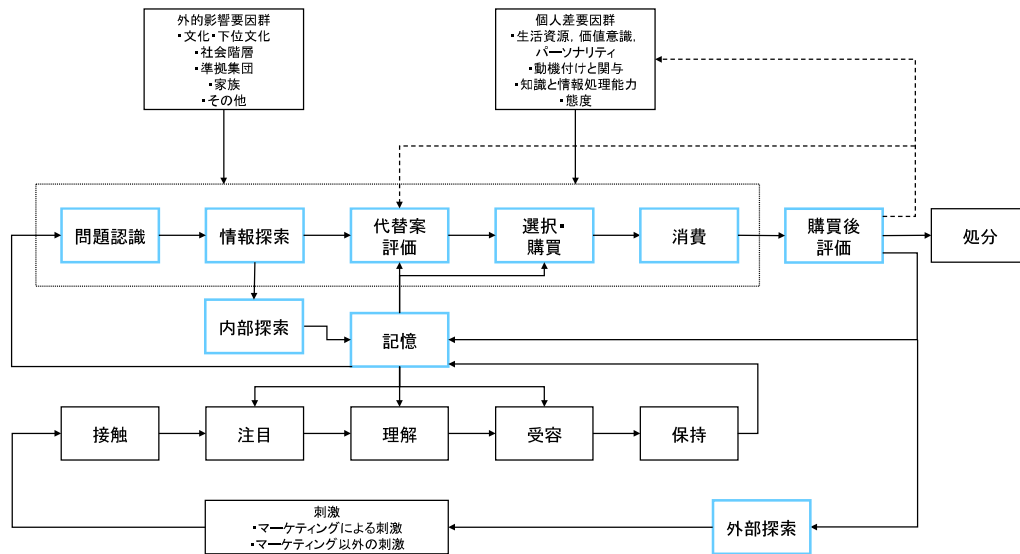 外的影響要因群
▪文化▪下位文化
▪社会階層
▪準拠集団
▪家族
▪その他
個人差要因群
▪生活資源, 価値意識,
パーソナリティ
▪動機付けと関与
▪知識と情報処理能力
▪態度
問題認識
情報探索
代替案
評価
選択・
購買
消費
購買後
評価
処分
内部探索
記憶
接触
注目
理解
受容
保持
刺激
▪マーケティングによる刺激
▪マーケティング以外の刺激
外部探索